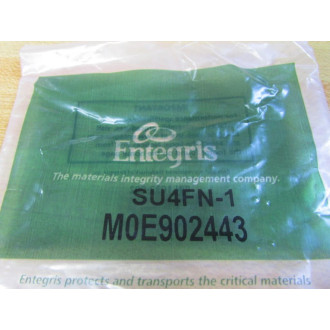 Entegris
The materials integrity management company.
SU4FN-1
M0E902443
Entegris protects and transports the critical materials